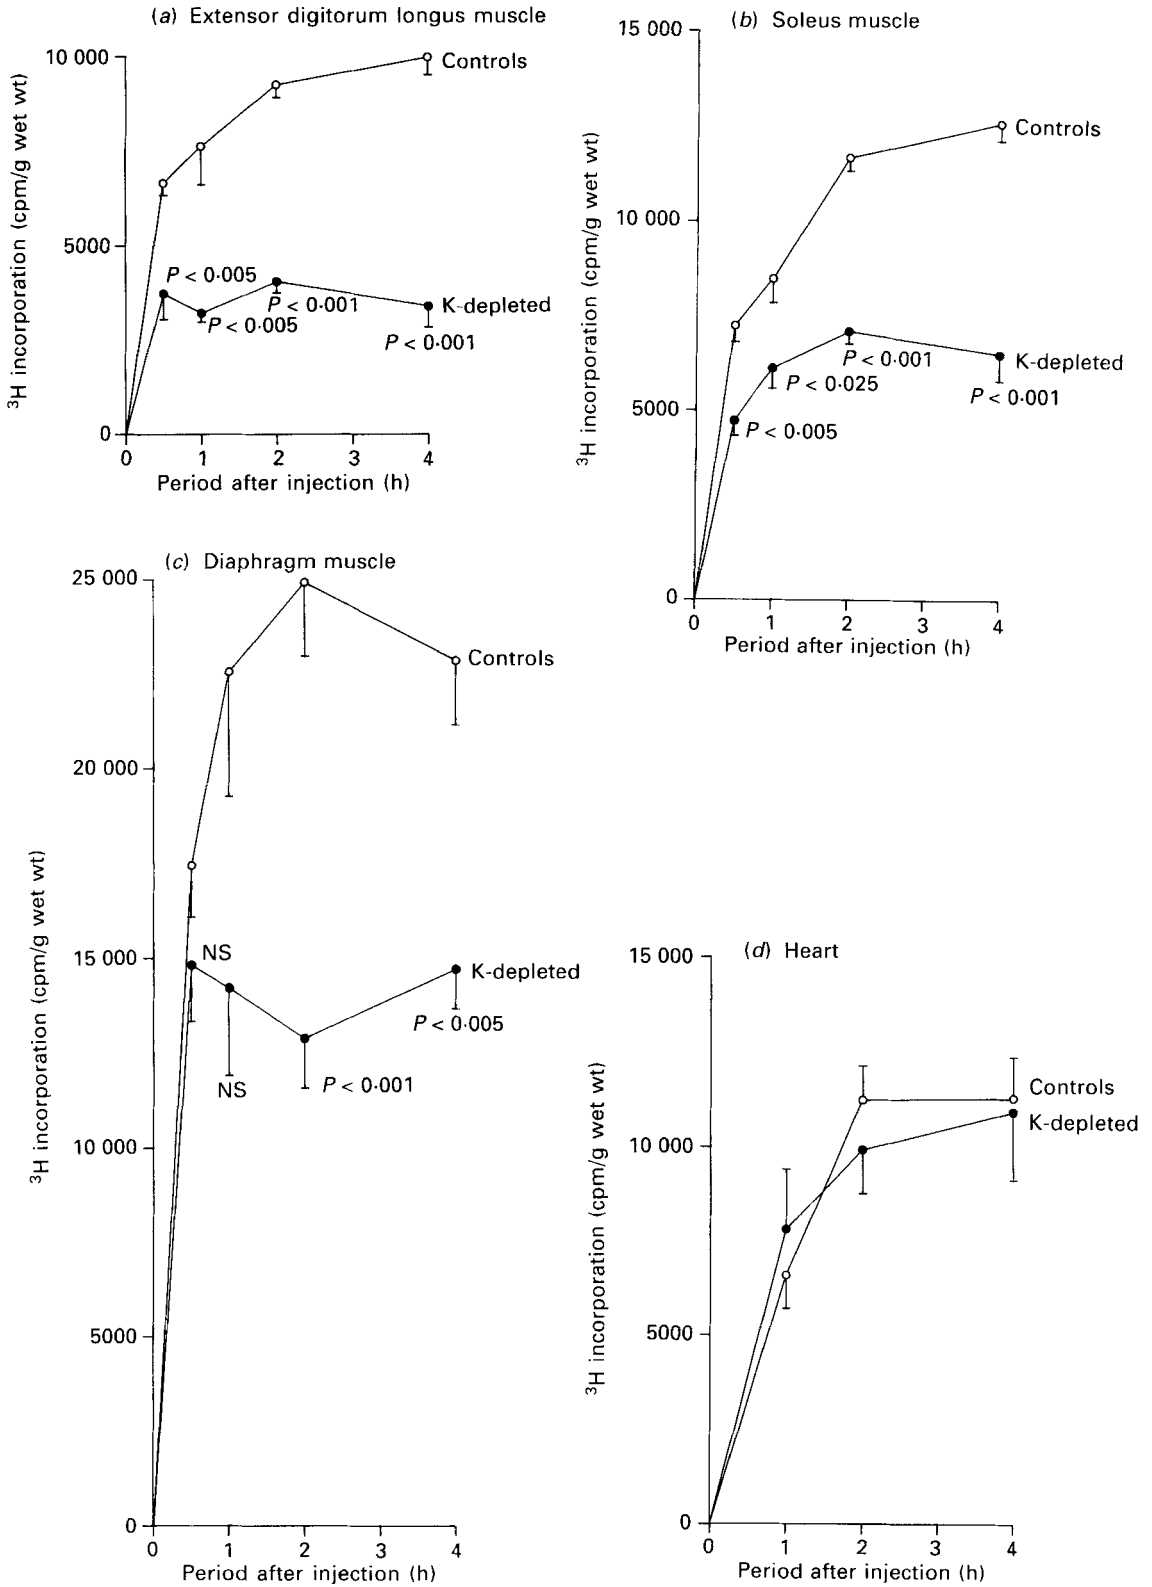 (a) Extensor digitorum longus muscle
10 000
5000
0
3H incorporation (cpm/g wet wt)
Controls
P < 0·005
P < 0·005
P < 0·001
K-depleted
P < 0·001
0 1 2 3 4
Period after injection (h)
(b) Soleus muscle
15 000
10 000
5000
0
3H incorporation (cpm/g wet wt)
Controls
K-depleted
P < 0·005
P < 0·025
P < 0·001
P < 0·001
0 1 2 3 4
Period after injection (h)
(c) Diaphragm muscle
25 000
20 000
15 000
10 000
5000
0
3H incorporation (cpm/g wet wt)
Controls
NS
NS
K-depleted
P < 0·005
P < 0·001
0 1 2 3 4
Period after injection (h)
(d) Heart
15 000
10 000
5000
0
3H incorporation (cpm/g wet wt)
Controls
K-depleted
0 1 2 3 4
Period after injection (h)